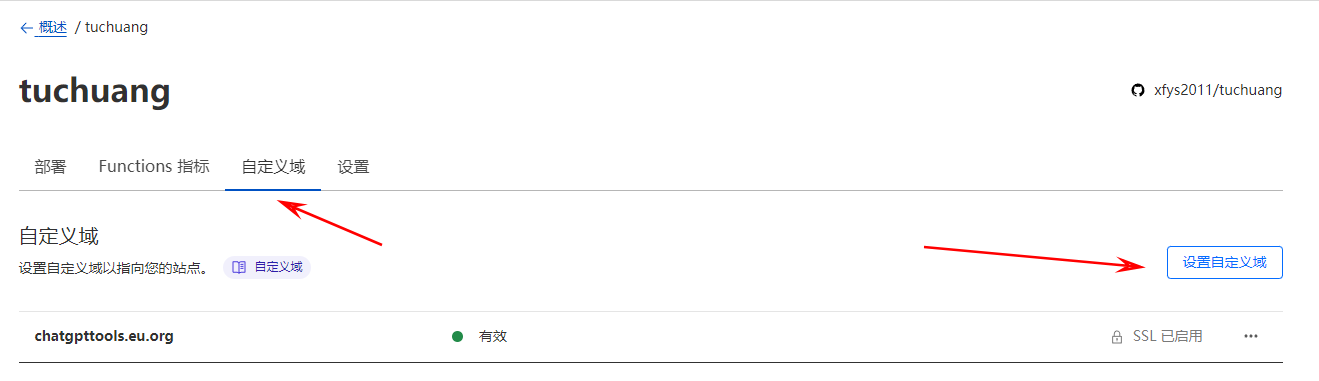 ← 概述 / tuchuang
tuchuang
xfys2011/tuchuang
部署 Functions 指标 自定义域 设置
自定义域
设置自定义域以指向您的站点。 自定义域
设置自定义域
chatgpttools.eu.org 有效 SSL 已启用 ···